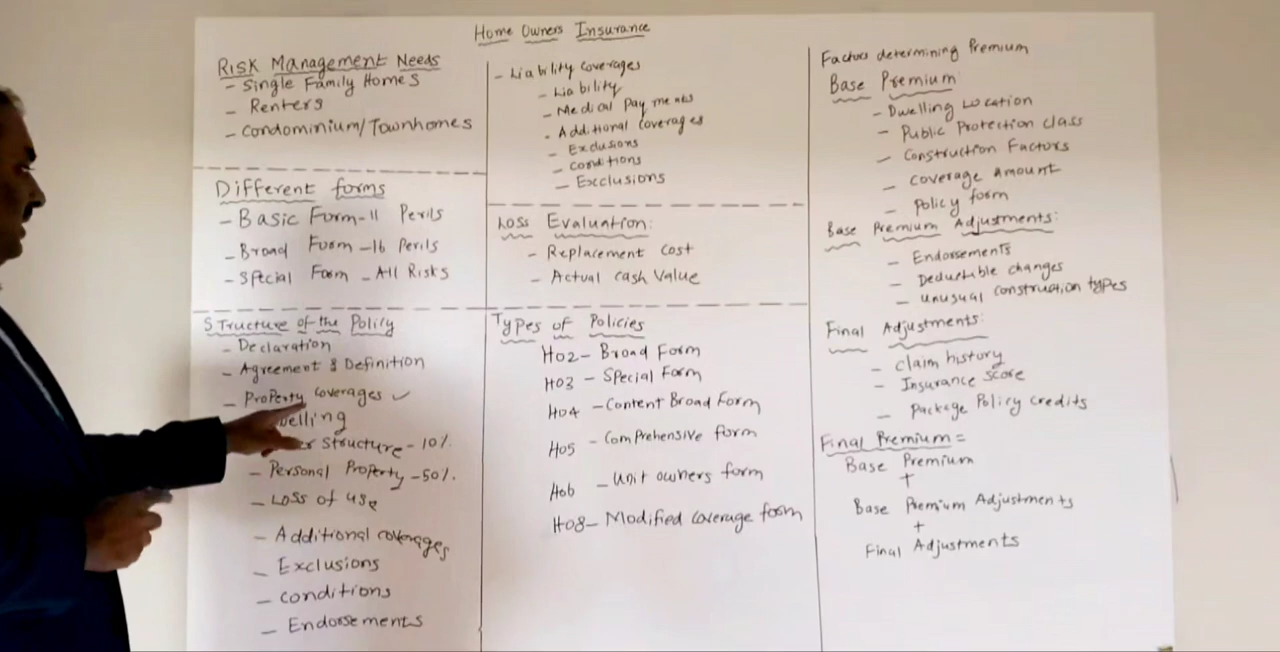 Home Owners Insurance
Risk Management Needs
- Single Family Homes
- Renters
- Condominium/Townhomes
Different forms
- Basic Form-11 Perils
- Broad Form -16 Perils
- Special Form - All Risks
Structure of the Policy
- Declaration
- Agreement & Definition
- Property Coverages ✓
Structure - 10%.
- Personal Property -50%.
- Loss of use
- Additional coverages
- Exclusions
- conditions
- Endorsements
- Liability coverages
- Liability
- Medical Payments
- Additional coverages
- Exclusions
- conditions
- Exclusions
Loss Evaluation:
- Replacement cost
- Actual cash Value
Types of Policies
HO2- Broad Form
HO3 - Special Form
HO4 -Content Broad Form
HO5 -Comprehensive form
HO6 -Unit owners form
HO8- Modified coverage form
Factors determining Premium
Base Premium:
- Dwelling Location
- Public Protection class
- Construction Factors
- Coverage amount
- Policy form
Base Premium Adjustments:
- Endorsements
- Deductible changes
- unusual construction types
Final Adjustments:
- Claim history
- Insurance score
- Package Policy credits
Final Premium =
Base Premium
+
Base Premium Adjustments
+
Final Adjustments